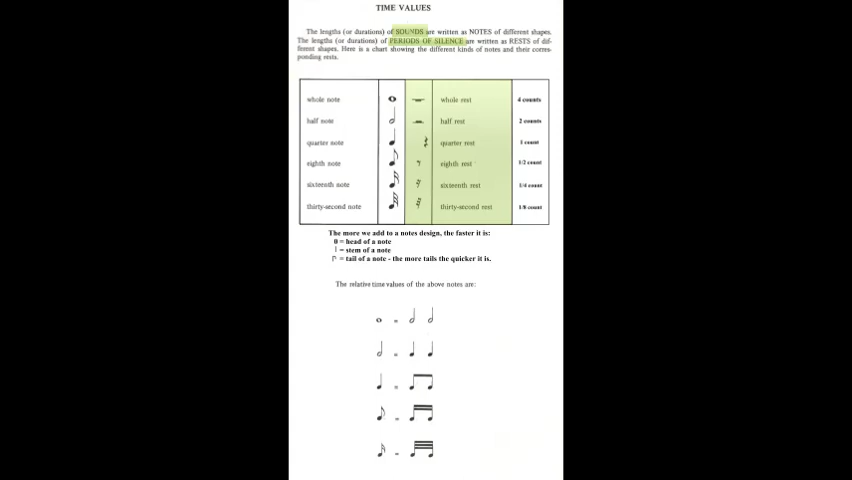 TIME VALUES
The lengths (or durations) of SOUNDS are written as NOTES of different shapes.
The lengths (or durations) of PERIODS OF SILENCE are written as RESTS of dif-
ferent shapes. Here is a chart showing the different kinds of notes and their corres-
ponding rests.
whole note whole rest 4 counts
half note half rest 2 counts
quarter note quarter rest 1 count
eighth note eighth rest 1/2 count
sixteenth note sixteenth rest 1/4 count
thirty-second note thirty-second rest 1/8 count
The more we add to a notes design, the faster it is:
= head of a note
= stem of a note
= tail of a note - the more tails the quicker it is.
The relative time values of the above notes are:
=
=
=
=
=